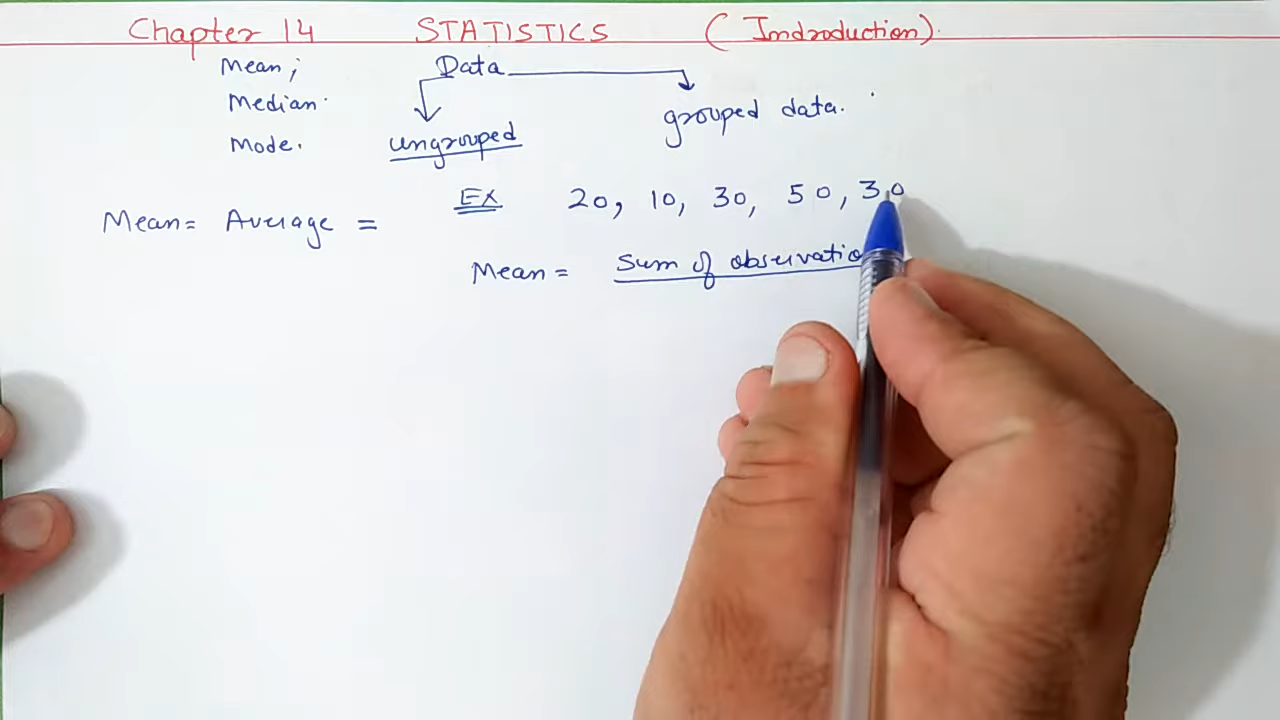 Chapter 14 STATISTICS (Indroduction)
Mean; Data
Median. grouped data.
Mode. ungrouped
EX 20, 10, 30, 50, 30
Mean = Average =
Mean = Sum of observatio